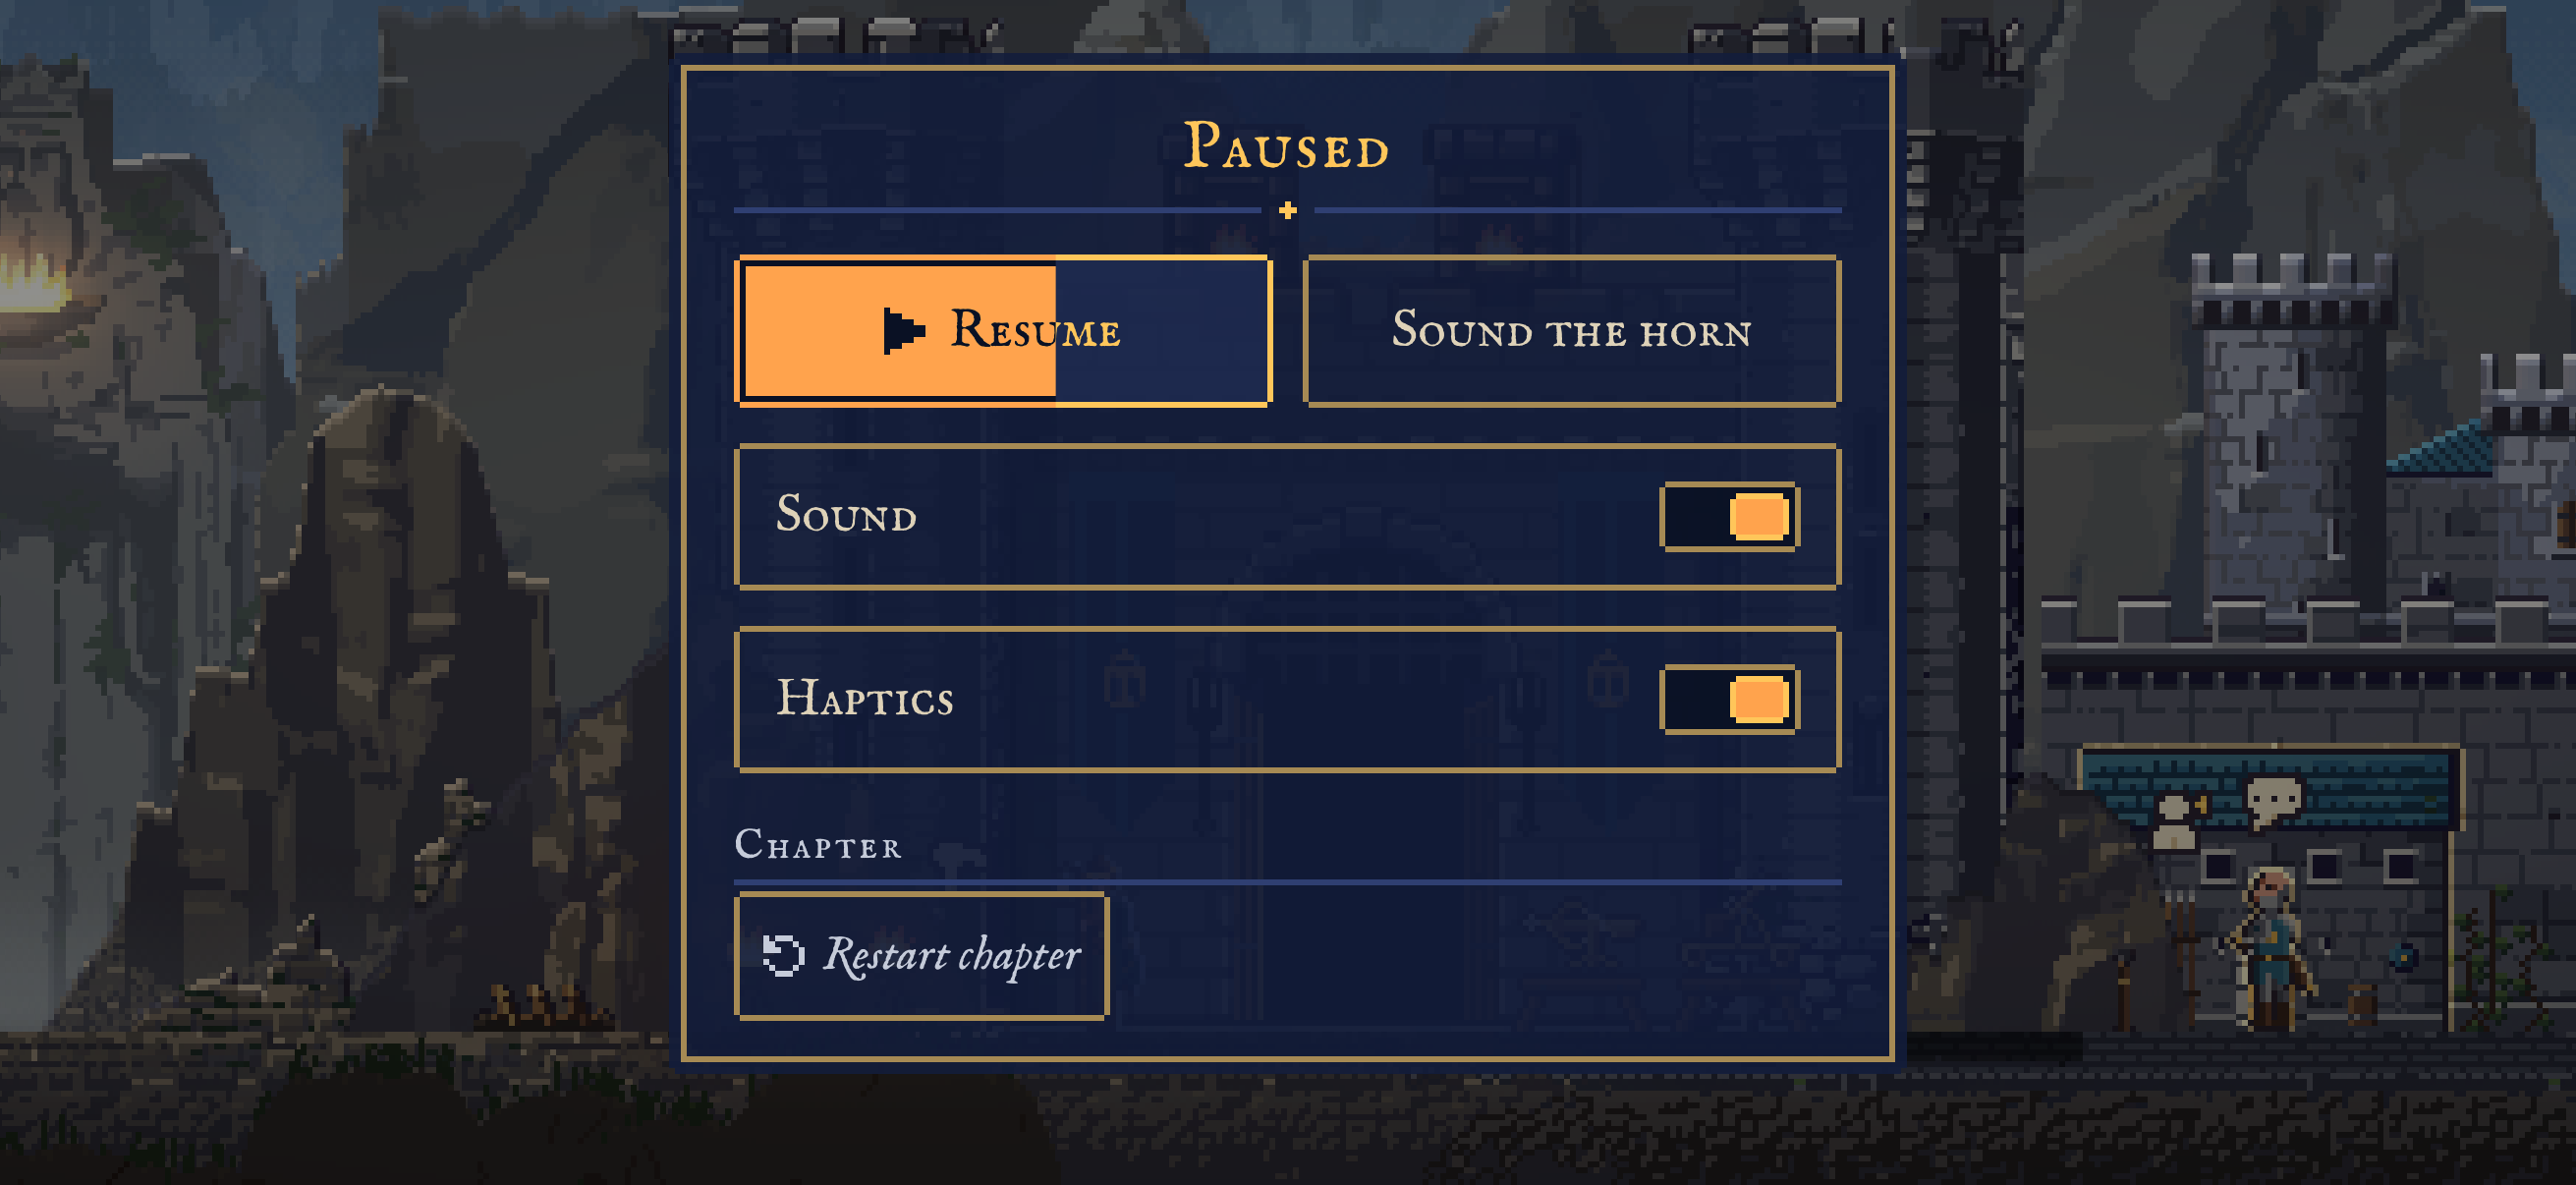 Paused
Resume
Sound the horn
Sound
Haptics
Chapter
Restart chapter